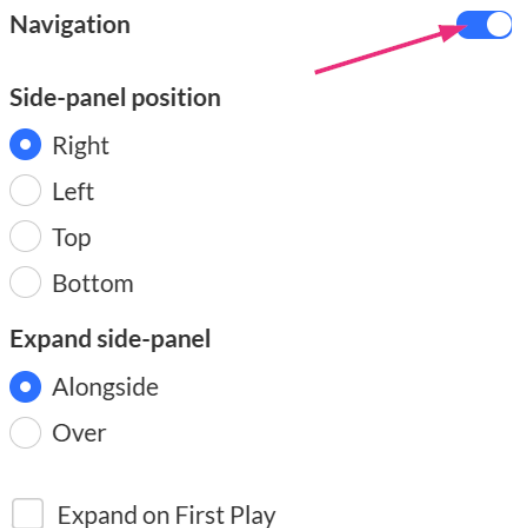 Navigation
Side-panel position
Right
Left
Top
Bottom
Expand side-panel
Alongside
Over
Expand on First Play